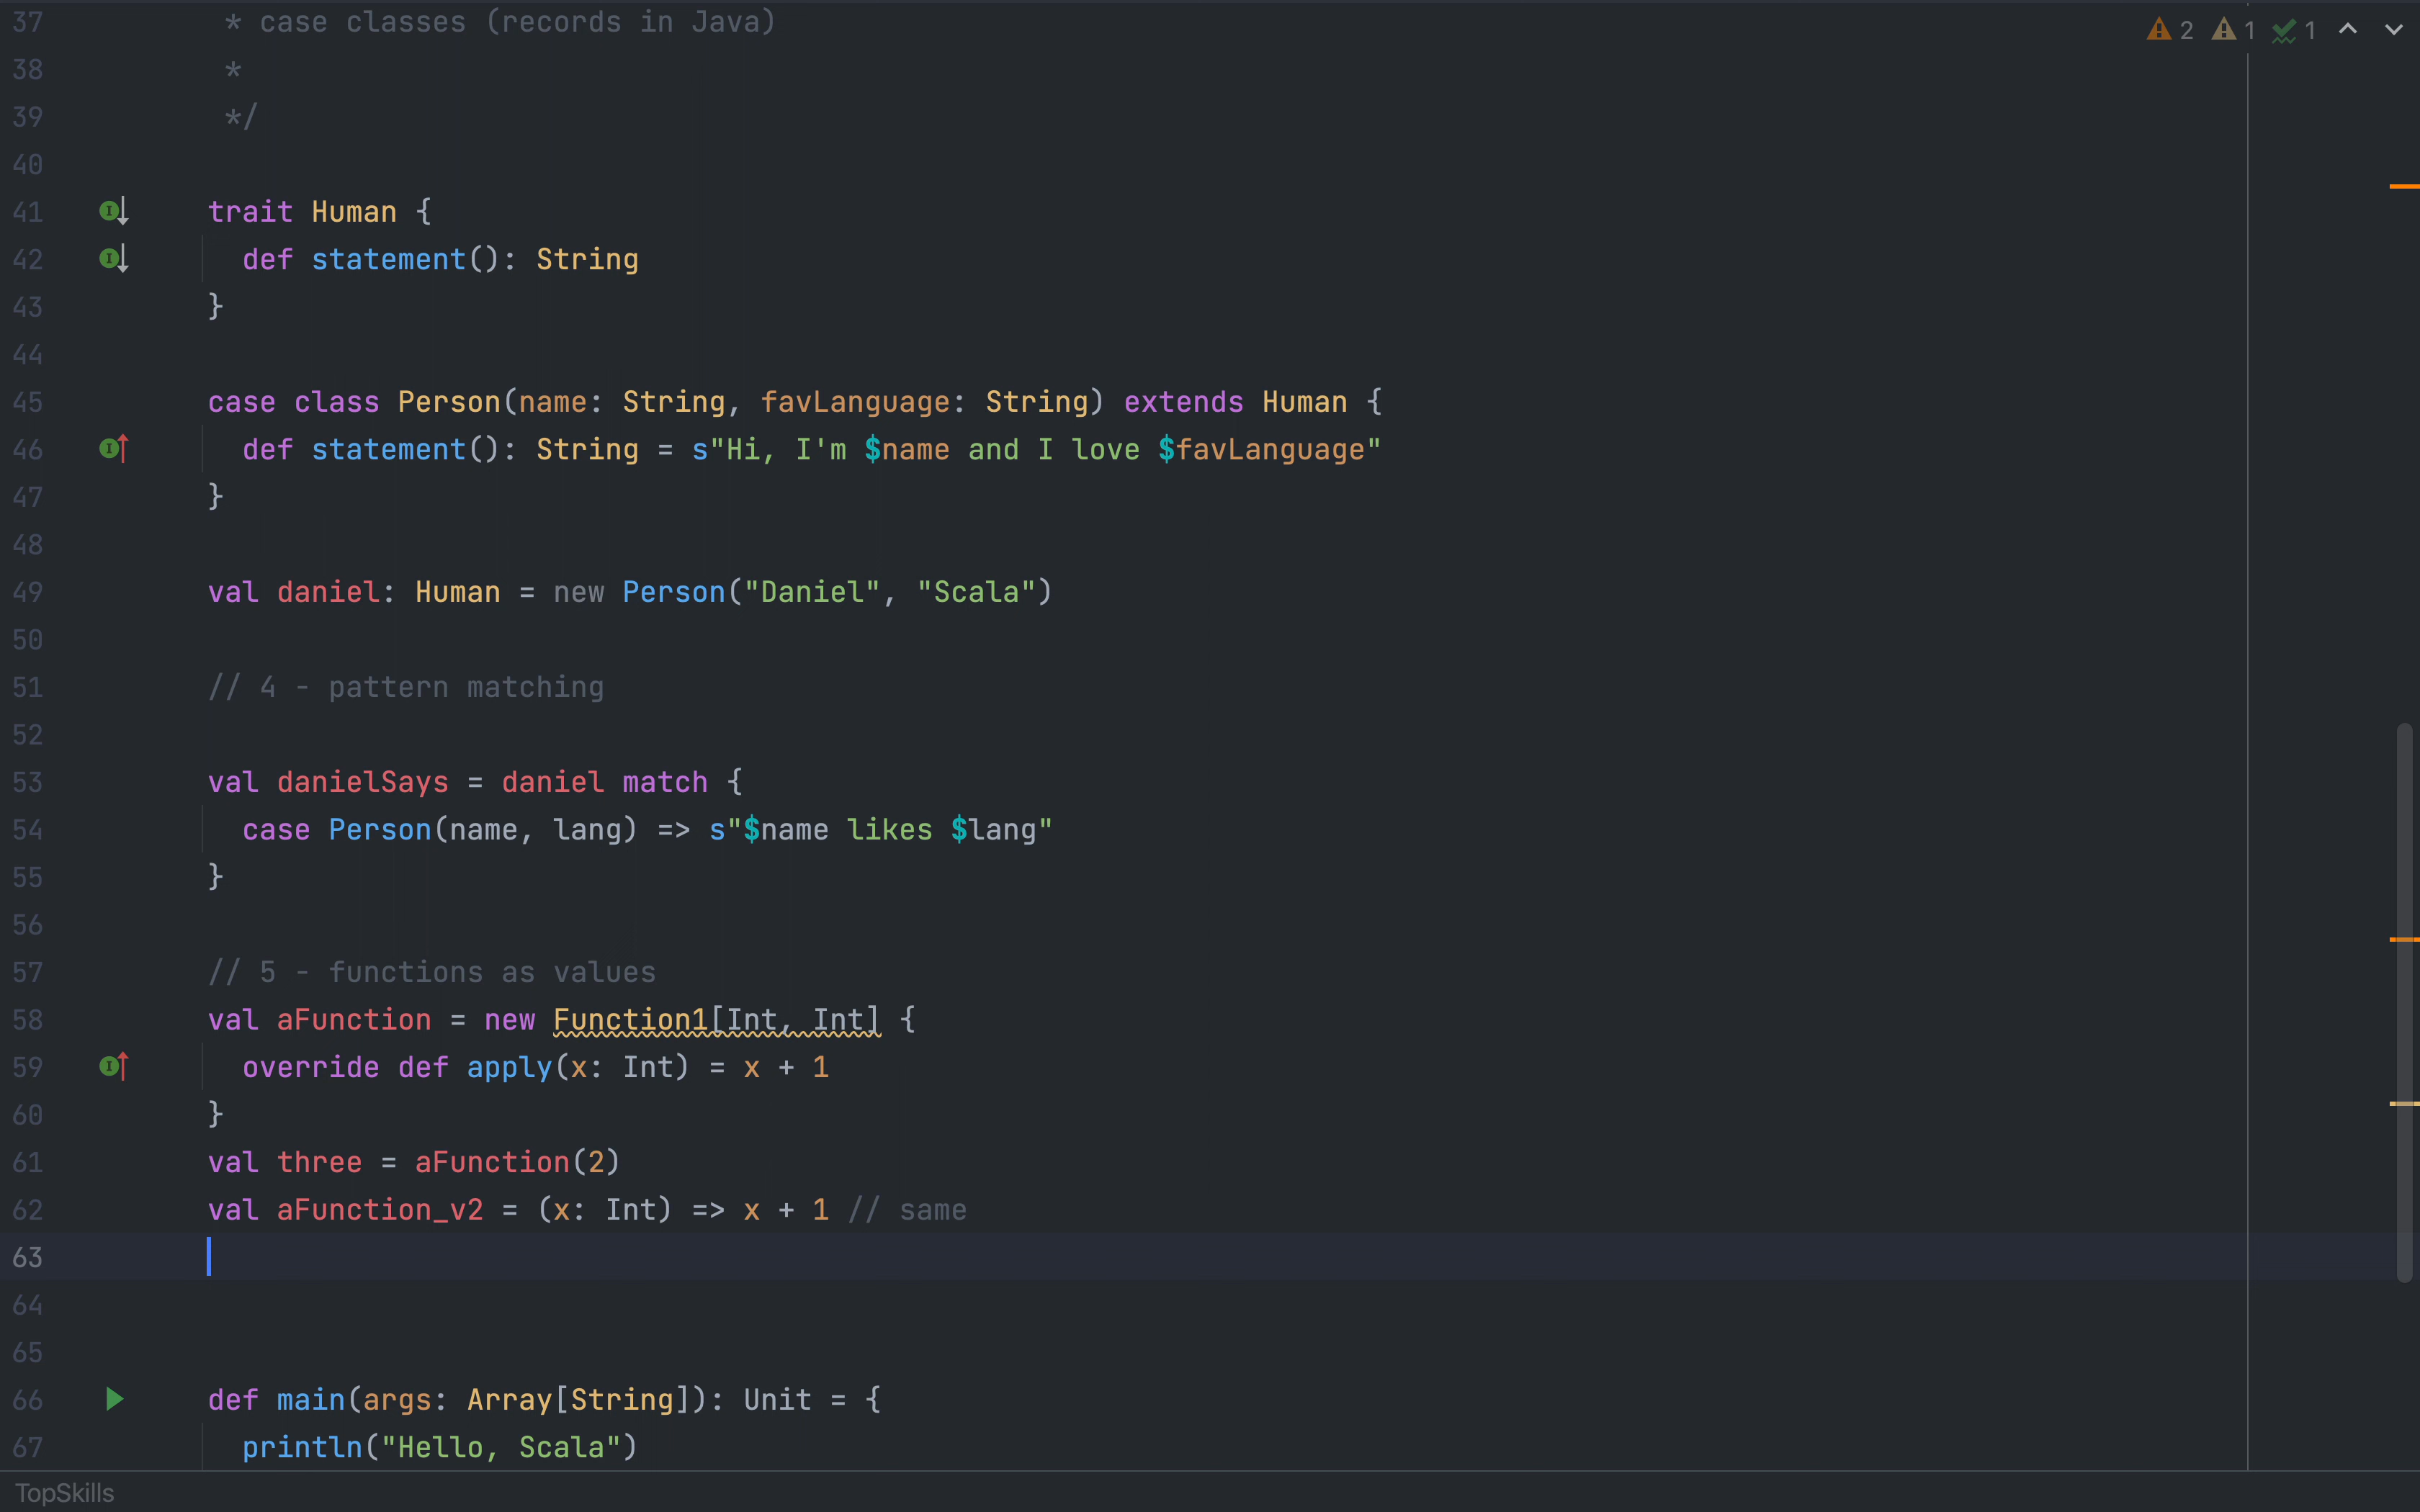 37 * case classes (records in Java)
2 1 1
38 *
39 */
40
41 trait Human {
42 def statement(): String
43 }
44
45 case class Person(name: String, favLanguage: String) extends Human {
46 def statement(): String = s"Hi, I'm $name and I love $favLanguage"
47 }
48
49 val daniel: Human = new Person("Daniel", "Scala")
50
51 // 4 - pattern matching
52
53 val danielSays = daniel match {
54 case Person(name, lang) => s"$name likes $lang"
55 }
56
57 // 5 - functions as values
58 val aFunction = new Function1[Int, Int] {
59 override def apply(x: Int) = x + 1
60 }
61 val three = aFunction(2)
62 val aFunction_v2 = (x: Int) => x + 1 // same
63
64
65
66 def main(args: Array[String]): Unit = {
67 println("Hello, Scala")
TopSkills